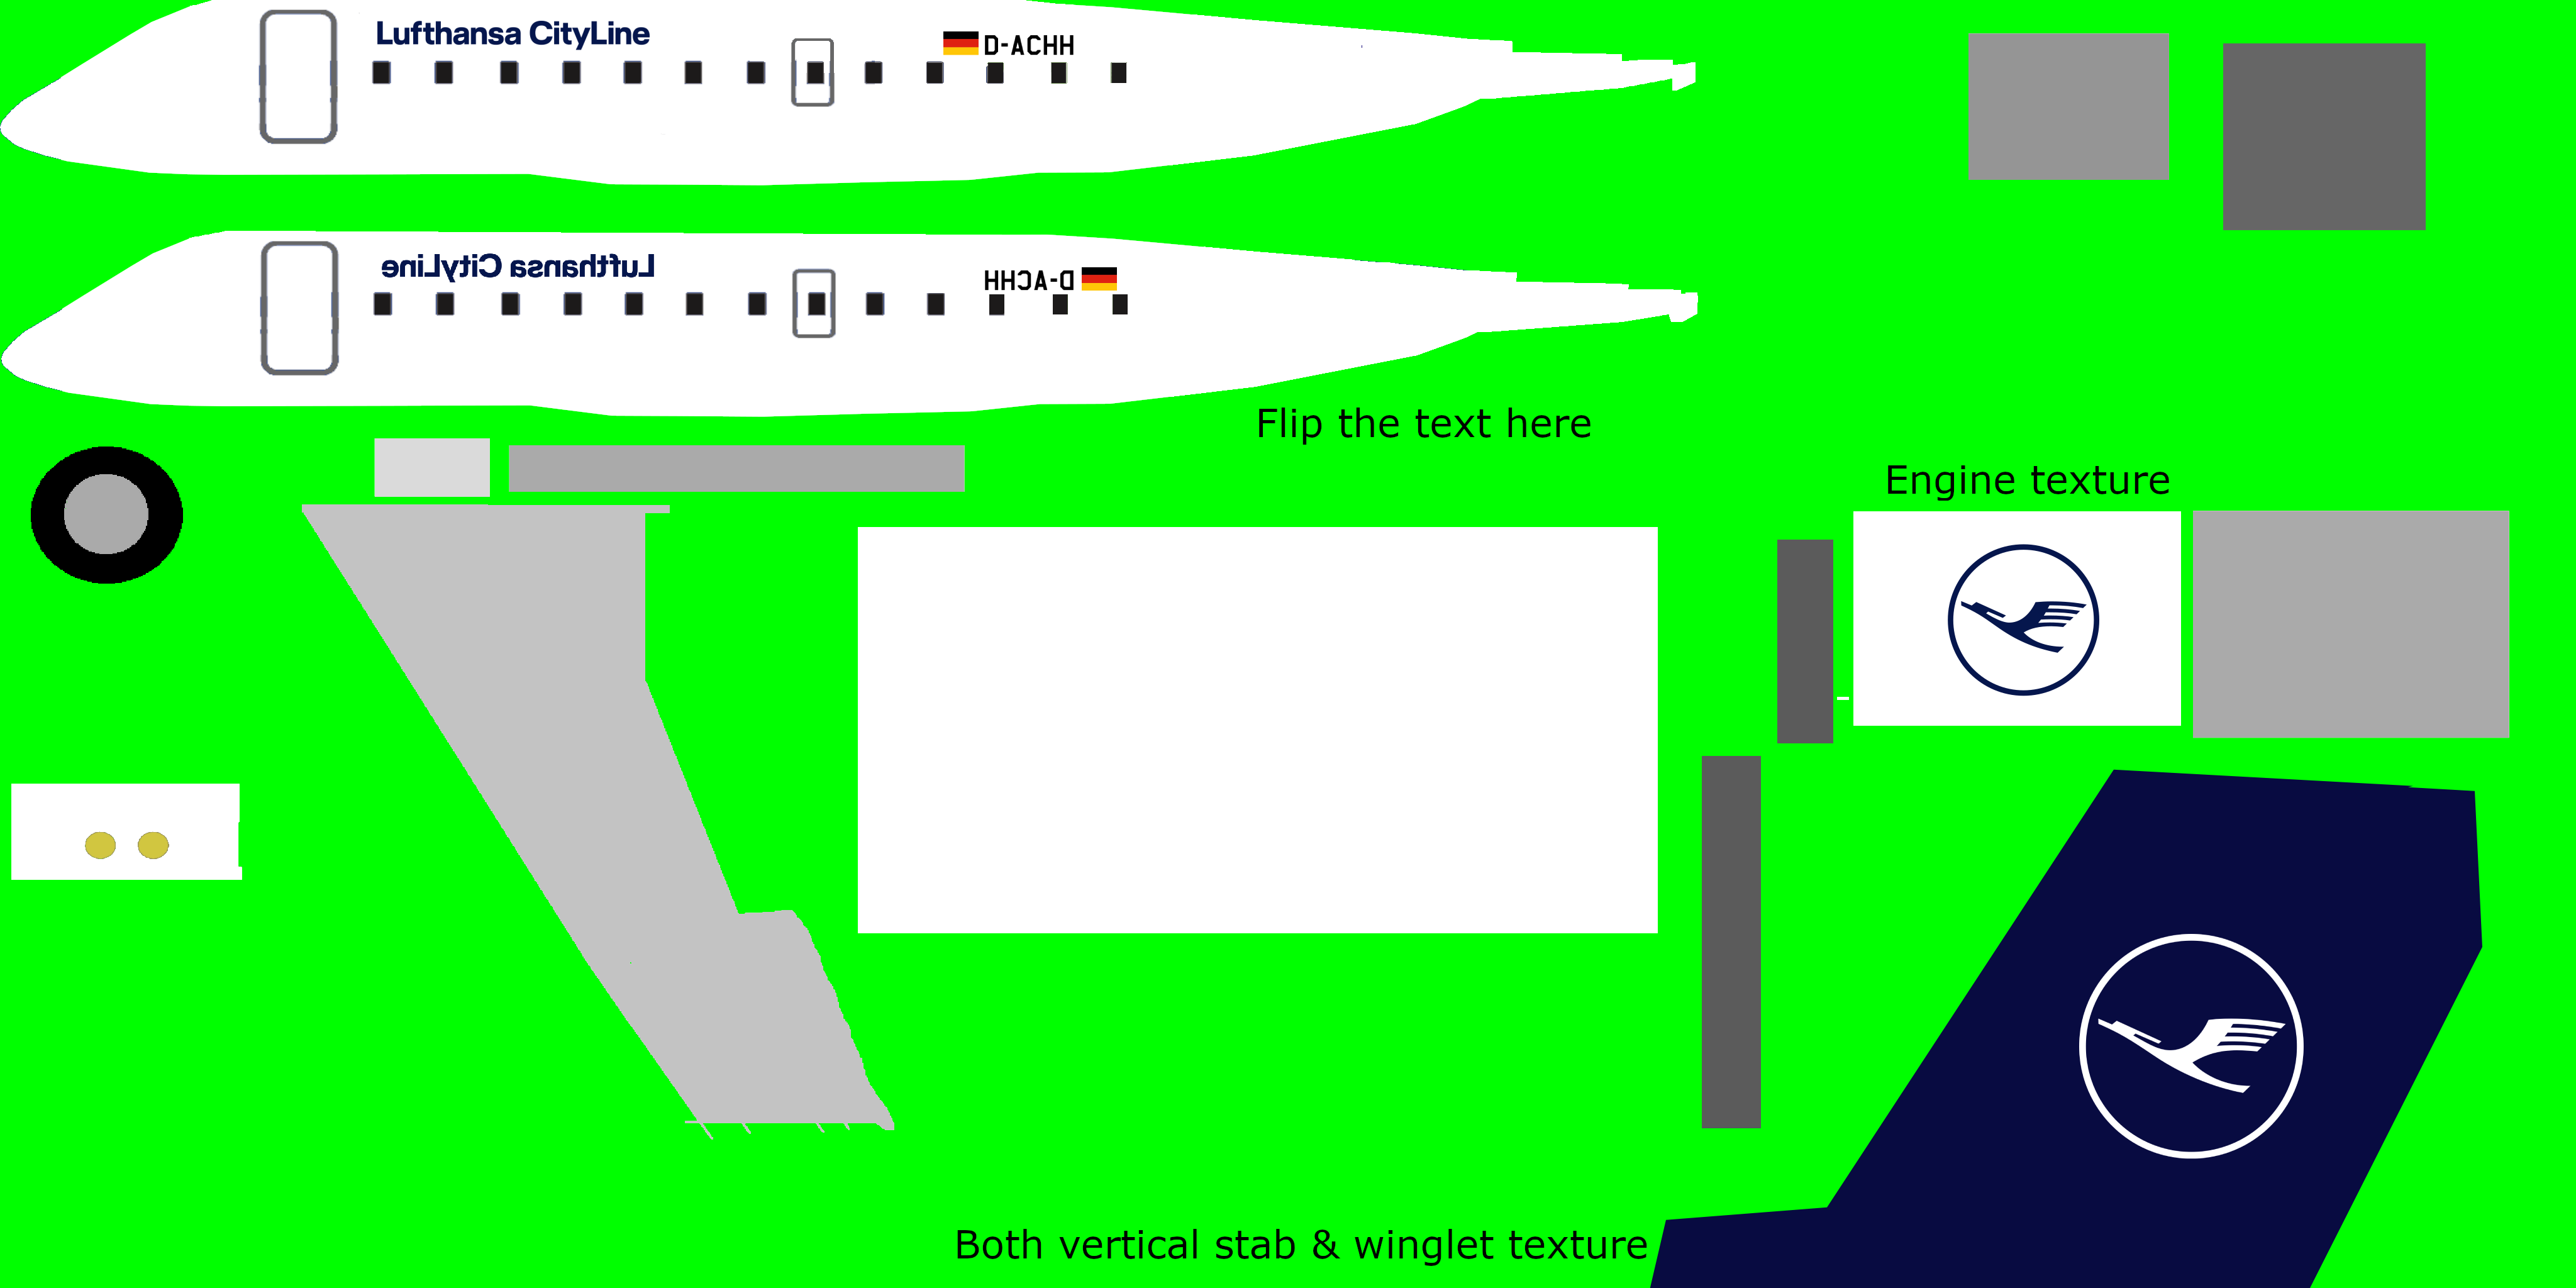 Lufthansa CityLine
D-ACHH
Lufthansa CityLine
D-ACHH
Flip the text here
Engine texture
Both vertical stab & winglet texture